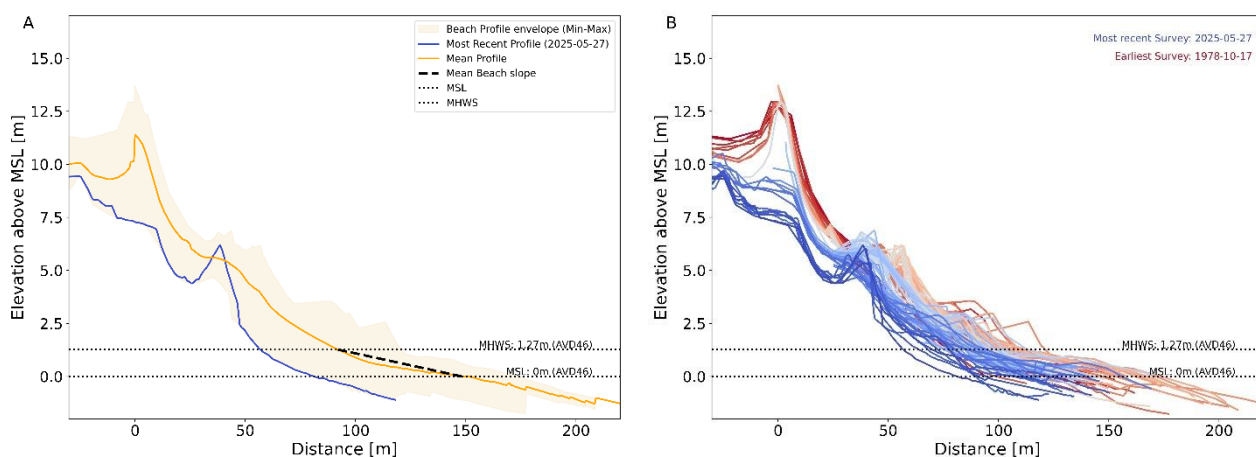 A
Beach Profile envelope (Min-Max)
Most Recent Profile (2025-05-27)
Mean Profile
Mean Beach slope
MSL
MHWS
Elevation above MSL [m]
15.0
12.5
10.0
7.5
5.0
2.5
0.0
MHWS: 1.27m (AVD46)
MSL: 0m (AVD46)
0
50
100
150
200
Distance [m]
B
Most recent Survey: 2025-05-27
Earliest Survey: 1978-10-17
Elevation above MSL [m]
15.0
12.5
10.0
7.5
5.0
2.5
0.0
MHWS: 1.27m (AVD46)
MSL: 0m (AVD46)
0
50
100
150
200
Distance [m]